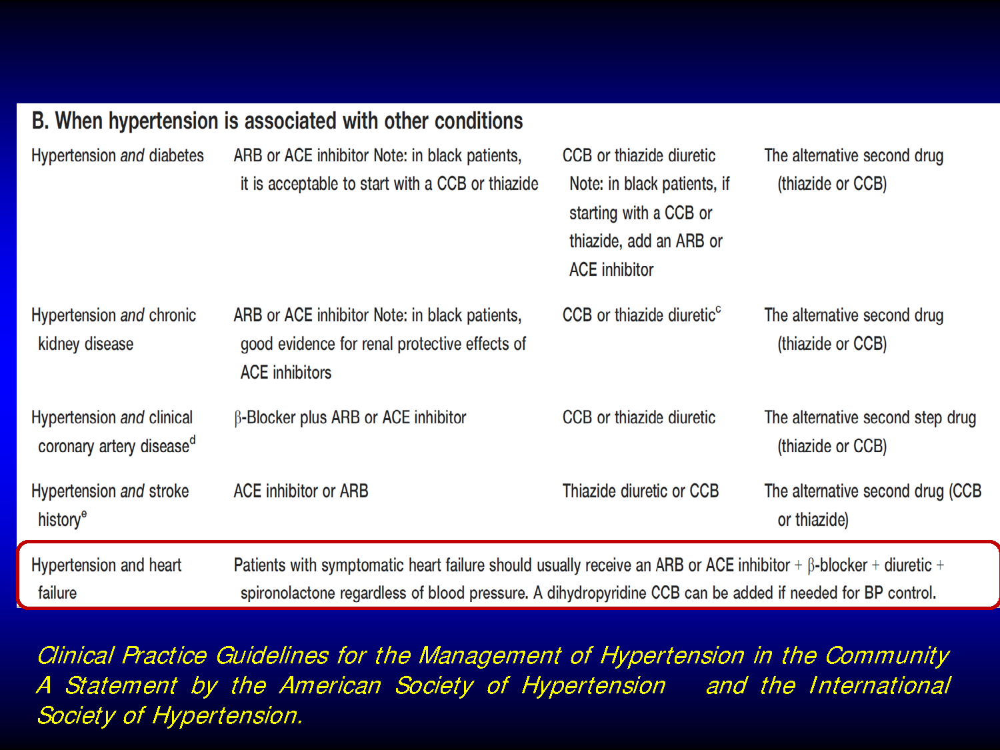 B. When hypertension is associated with other conditions
Hypertension and diabetes
ARB or ACE inhibitor Note: in black patients,
it is acceptable to start with a CCB or thiazide
CCB or thiazide diuretic
Note: in black patients, if
starting with a CCB or
thiazide, add an ARB or
ACE inhibitor
The alternative second drug
(thiazide or CCB)
Hypertension and chronic
kidney disease
ARB or ACE inhibitor Note: in black patients,
good evidence for renal protective effects of
ACE inhibitors
CCB or thiazide diureticc
The alternative second drug
(thiazide or CCB)
Hypertension and clinical
coronary artery diseased
β-Blocker plus ARB or ACE inhibitor
CCB or thiazide diuretic
The alternative second step drug
(thiazide or CCB)
Hypertension and stroke
historye
ACE inhibitor or ARB
Thiazide diuretic or CCB
The alternative second drug (CCB
or thiazide)
Hypertension and heart
failure
Patients with symptomatic heart failure should usually receive an ARB or ACE inhibitor + β-blocker + diuretic +
spironolactone regardless of blood pressure. A dihydropyridine CCB can be added if needed for BP control.
Clinical Practice Guidelines for the Management of Hypertension in the Community
A Statement by the American Society of Hypertension and the International
Society of Hypertension.